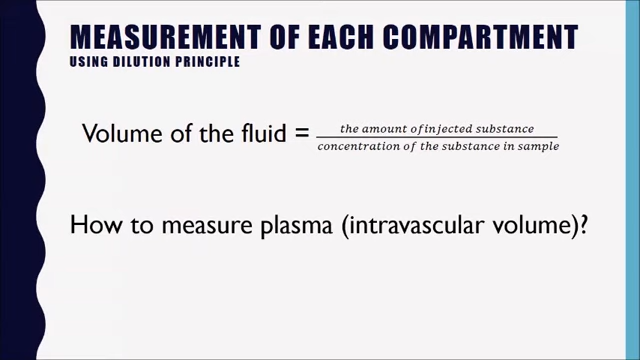 MEASUREMENT OF EACH COMPARTMENT
USING DILUTION PRINCIPLE
Volume of the fluid = the amount of injected substance
concentration of the substance in sample
How to measure plasma (intravascular volume)?